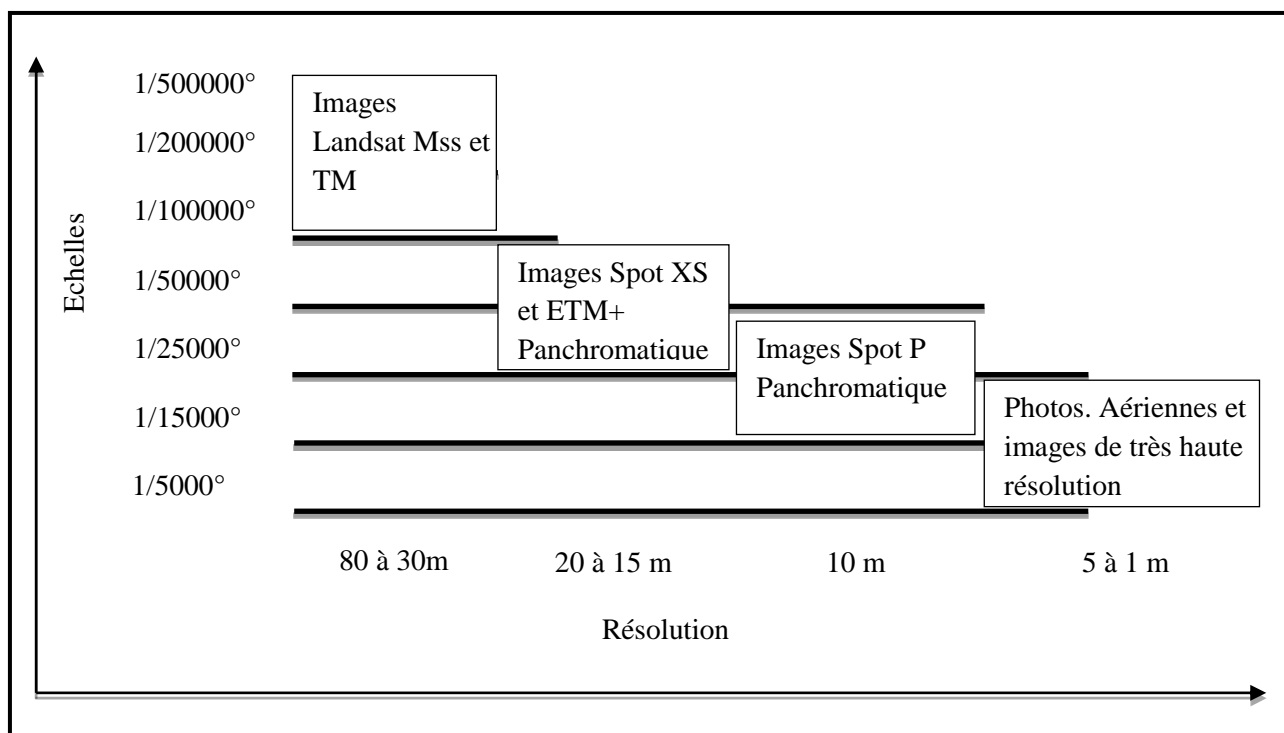 1/500000°
1/200000°
1/100000°
1/50000°
1/25000°
1/15000°
1/5000°
Echelles
Images
Landsat Mss et
TM
Images Spot XS
et ETM+
Panchromatique
Images Spot P
Panchromatique
Photos. Aériennes et
images de très haute
résolution
80 à 30m
20 à 15 m
10 m
5 à 1 m
Résolution